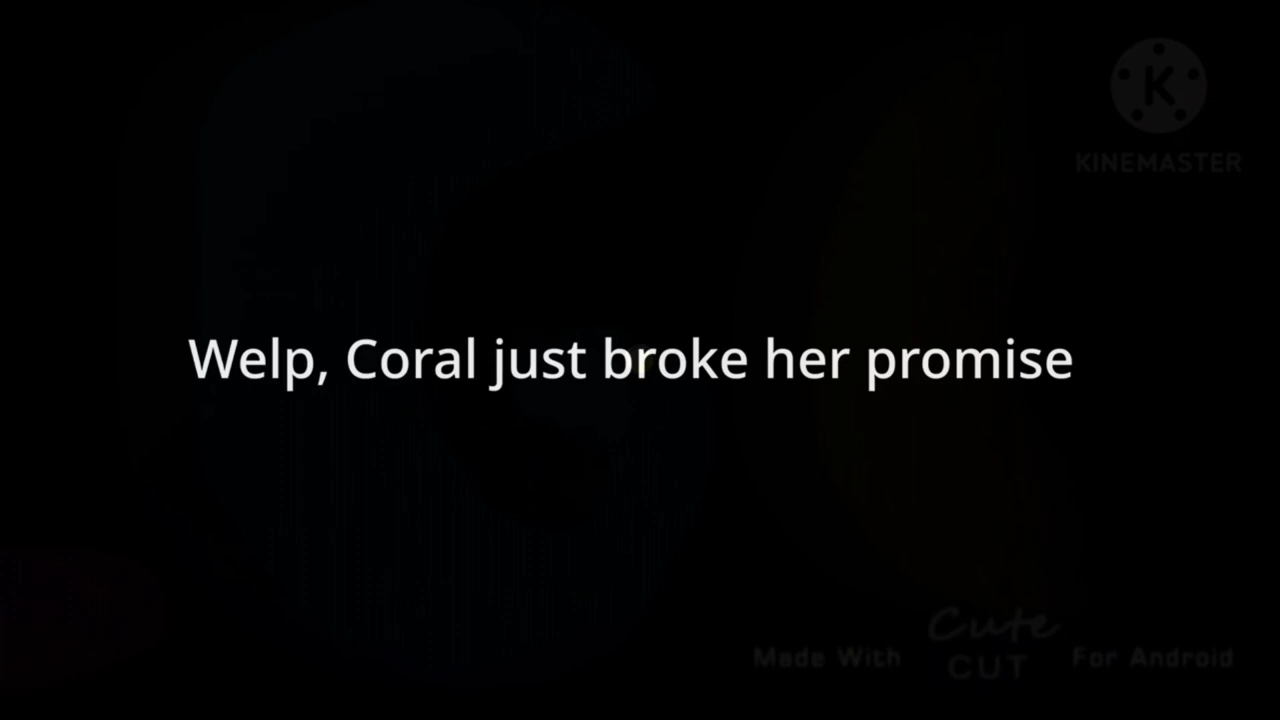 K
KINEMASTER
Welp, Coral just broke her promise
Made With Cute CUT For Android